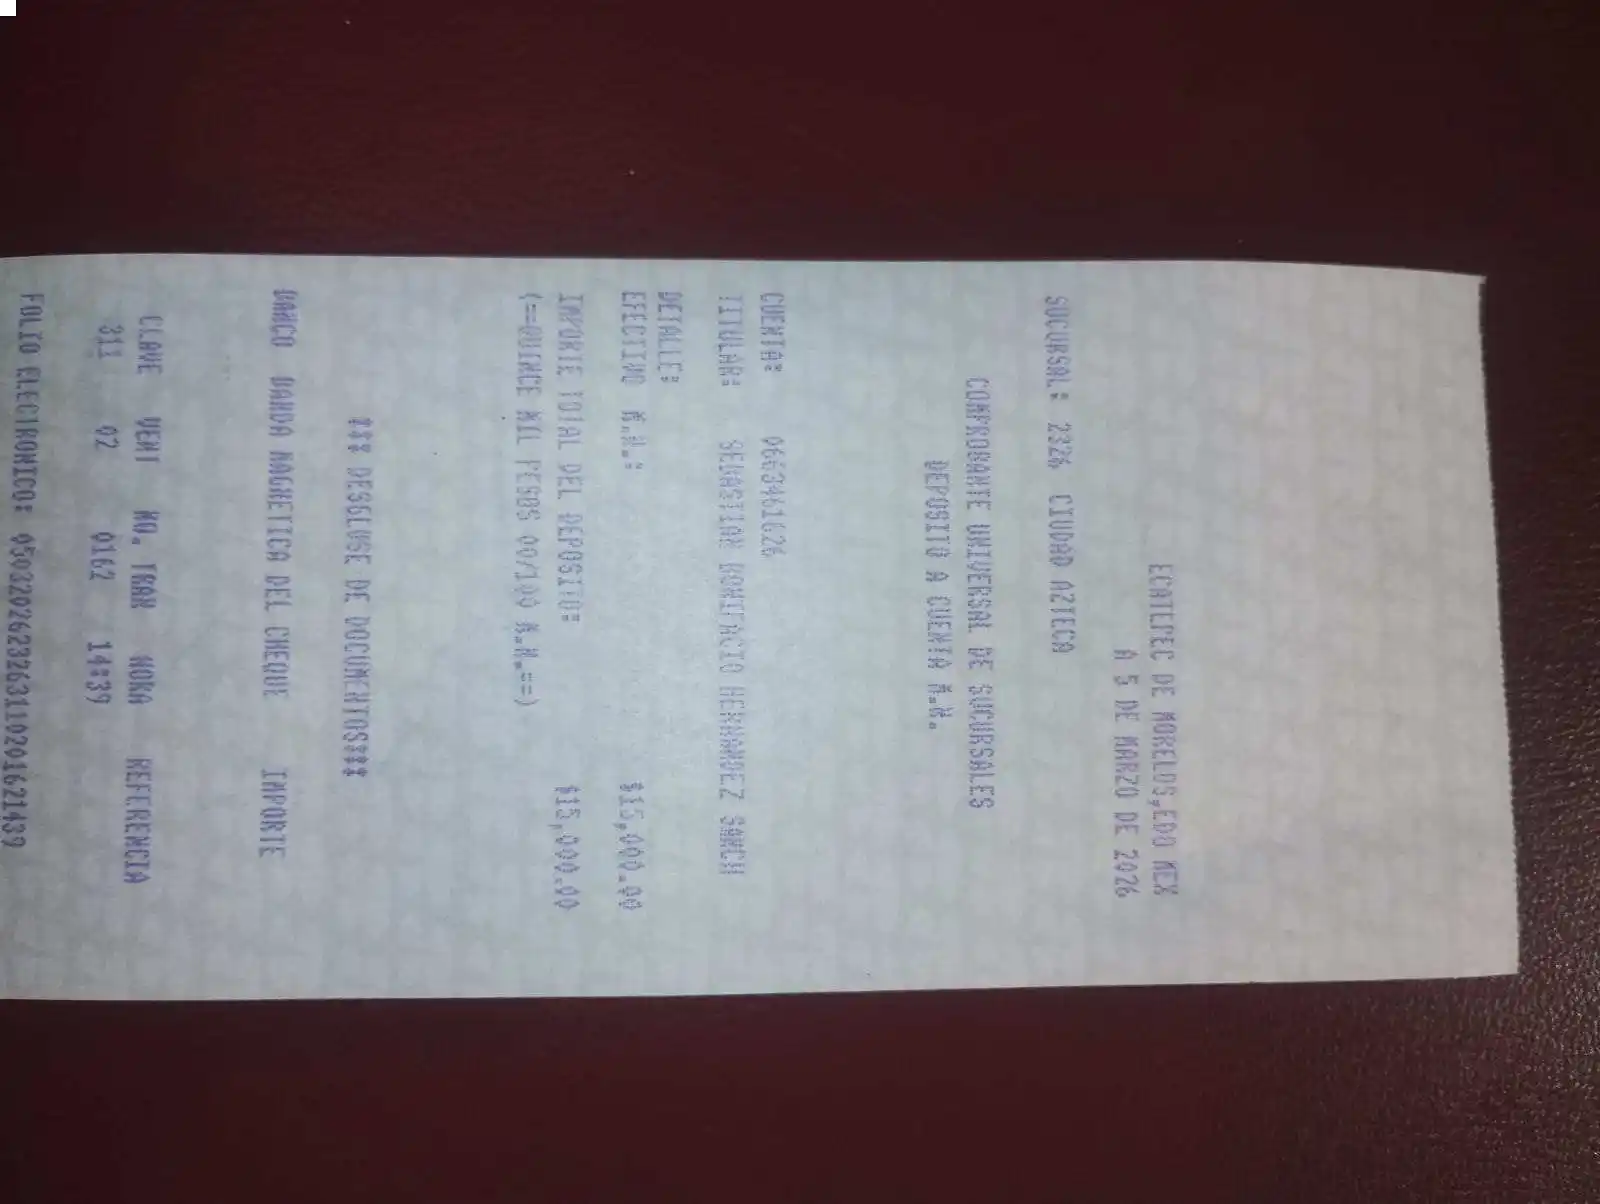 ECATEPEC DE MORELOS,EDO MEX
A 5 DE MARZO DE 2026
SUCURSAL: 2326 CIUDAD AZTECA
COMPROBANTE UNIVERSAL DE SUCURSALES
DEPOSITO A CUENTA M.N.
CUENTA: 0663461626
TITULAR: SEBASTIAN BONIFACIO HERNANDEZ SANCH
DETALLE:
EFECTIVO M.N.: $15,000.00
IMPORTE TOTAL DEL DEPOSITO: $15,000.00
(==QUINCE MIL PESOS 00/100 M.N.==)
*** DESGLOSE DE DOCUMENTOS***
BANCO BANDA MAGNETICA DEL CHEQUE IMPORTE
CLAVE VENT NO. TRAN HORA REFERENCIA
311 02 0162 14:39
FOLIO ELECTRONICO: 0503202623263110201621439